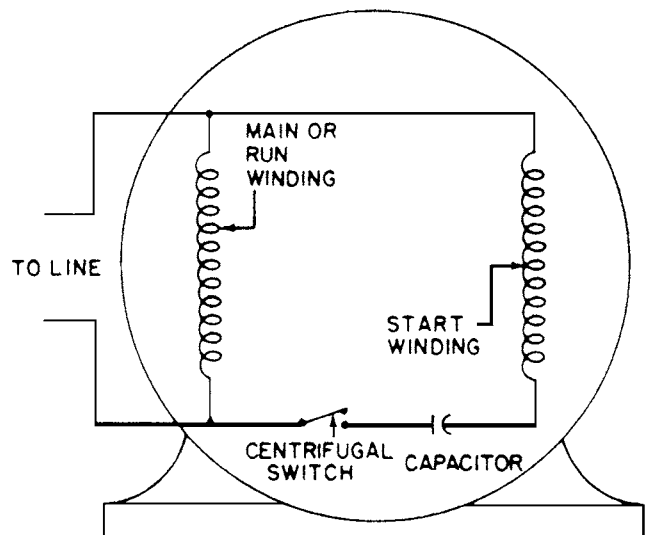 MAIN OR
RUN
WINDING
TO LINE
START
WINDING
CENTRIFUGAL
SWITCH
CAPACITOR